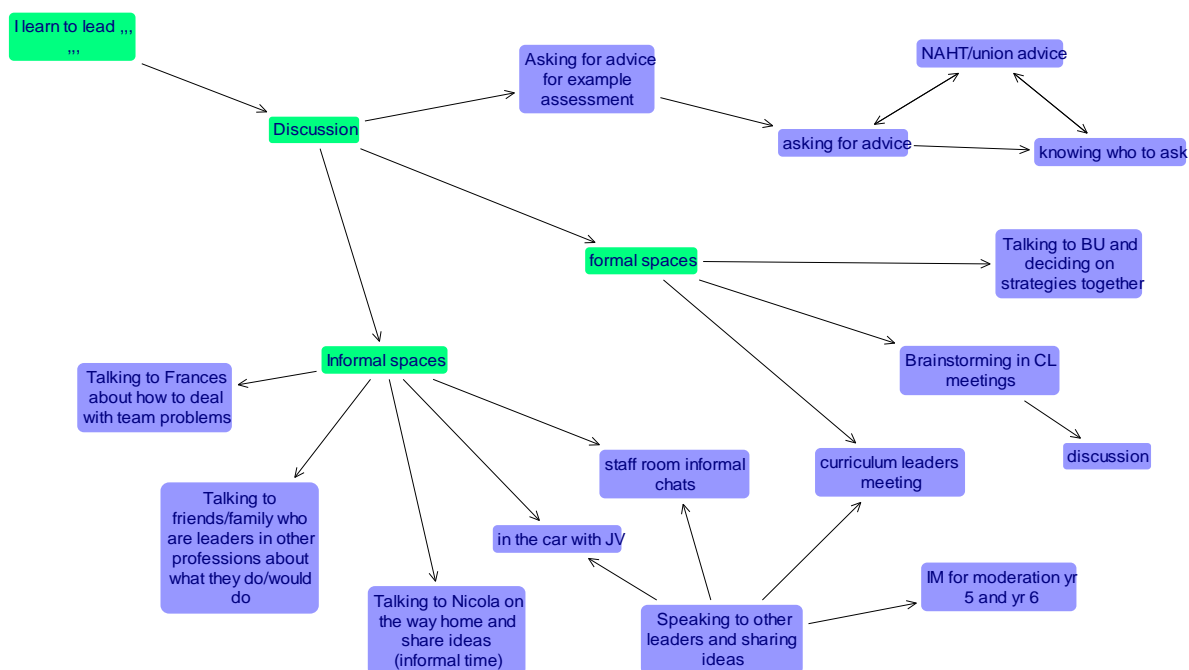 I learn to lead ,,,
,,,
Asking for advice
for example
assessment
NAHT/union advice
Discussion
asking for advice
knowing who to ask
formal spaces
Talking to BU and
deciding on
strategies together
Informal spaces
Brainstorming in CL
meetings
Talking to Frances
about how to deal
with team problems
discussion
staff room informal
chats
curriculum leaders
meeting
Talking to
friends/family who
are leaders in other
professions about
what they do/would
do
in the car with JV
IM for moderation yr
5 and yr 6
Talking to Nicola on
the way home and
share ideas
(informal time)
Speaking to other
leaders and sharing
ideas